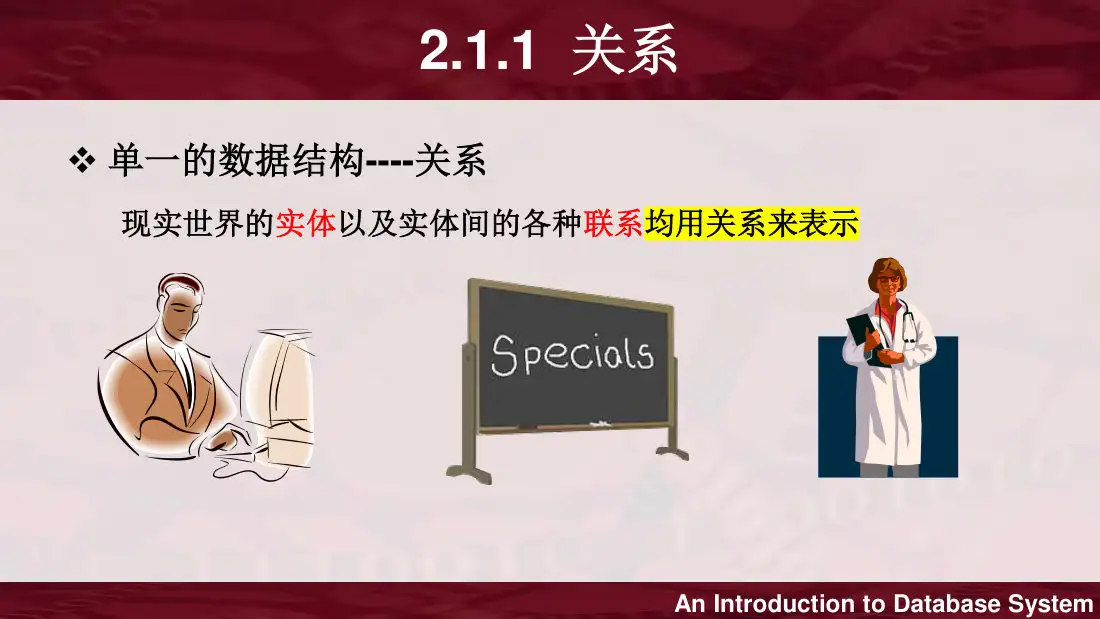 2.1.1 关系
❖ 单一的数据结构----关系
现实世界的实体以及实体间的各种联系均用关系来表示
Specials
An Introduction to Database System